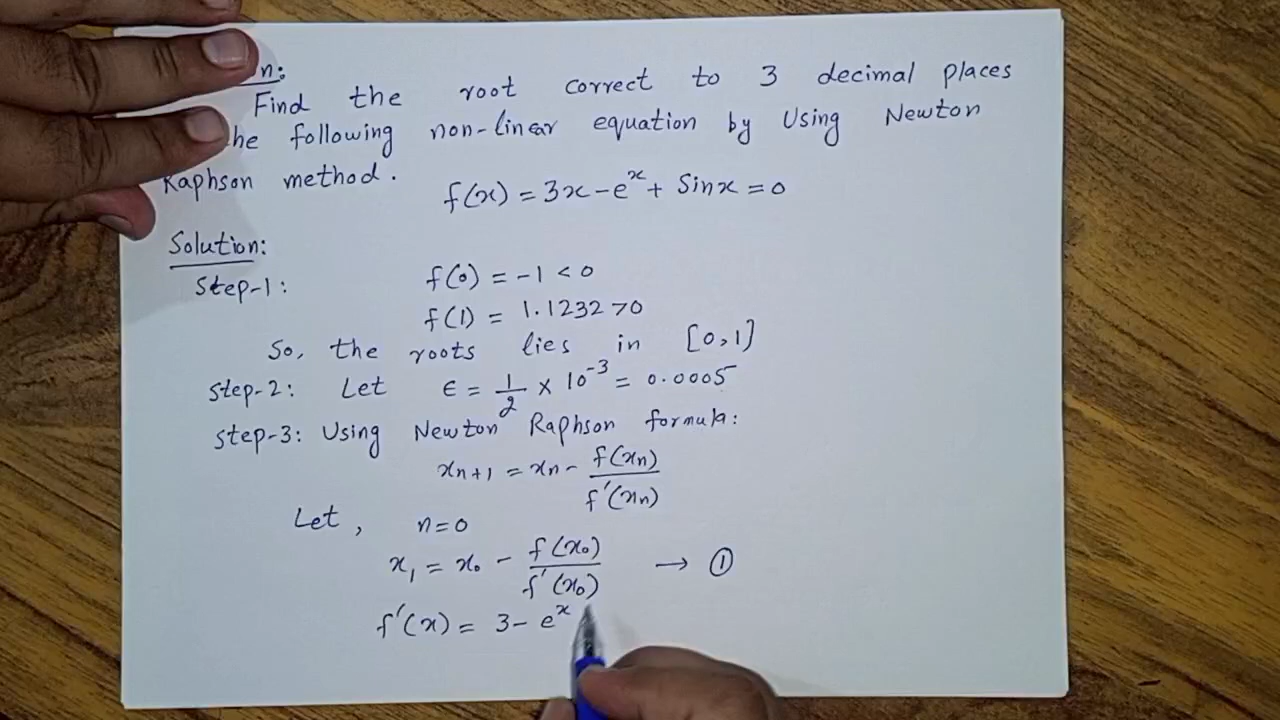 n:
Find the root correct to 3 decimal places
he following non-linear equation by Using Newton
Raphson method.
f(x) = 3x - eˣ + Sinx = 0
Solution:
Step-1: f(0) = -1 < 0
f(1) = 1.1232 > 0
So, the roots lies in [0,1]
Step-2: Let ϵ = 1/2 × 10⁻³ = 0.0005
Step-3: Using Newton Raphson formula:
xₙ₊₁ = xₙ - f(xₙ)/f'(xₙ)
Let, n=0
x₁ = x₀ - f(x₀)/f'(x₀) → ①
f'(x) = 3 - eˣ